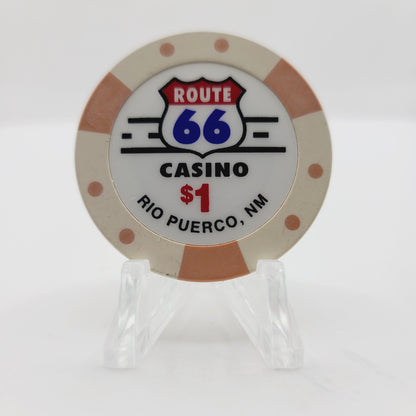 ROUTE
66
CASINO
$1
RIO PUERCO, NM